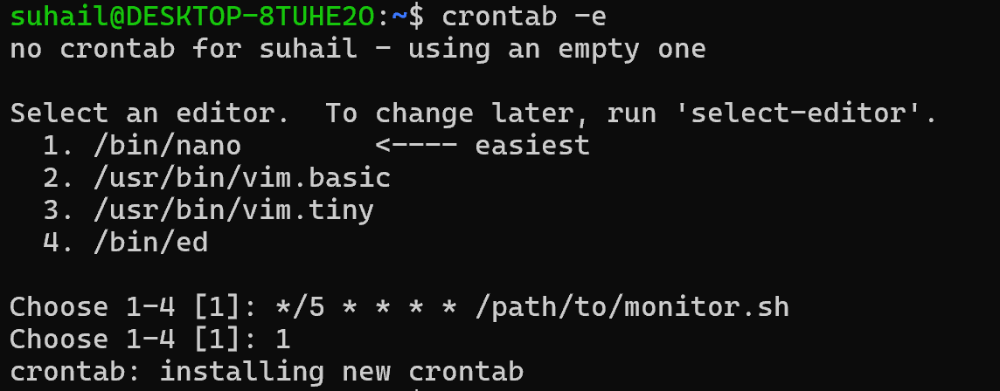 suhail@DESKTOP-8TUHE2O:~$ crontab -e
no crontab for suhail - using an empty one

Select an editor.  To change later, run 'select-editor'.
  1. /bin/nano        <---- easiest
  2. /usr/bin/vim.basic
  3. /usr/bin/vim.tiny
  4. /bin/ed

Choose 1-4 [1]: */5 * * * * /path/to/monitor.sh
Choose 1-4 [1]: 1
crontab: installing new crontab